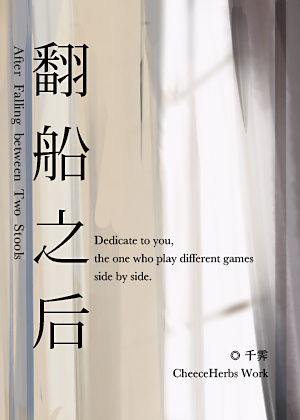 翻船之后
After Falling between Two Stools
Dedicate to you,
the one who play different games
side by side.
◎ 千霁
CheeceHerbs Work